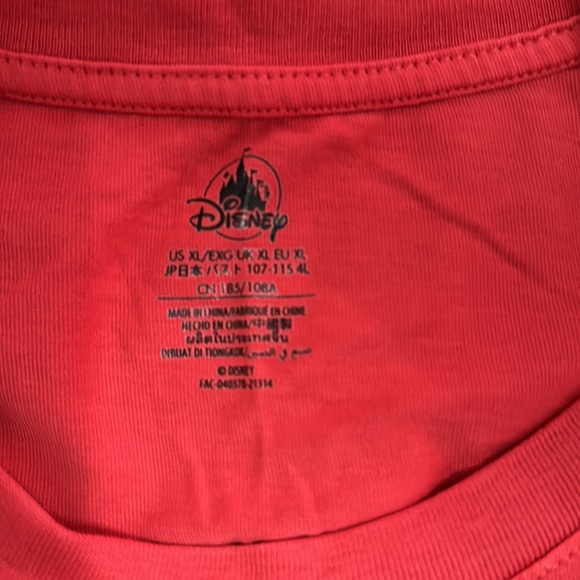 DISNEY
US XL/EXG UK XL EU XL
JP日本 バスト 107-115 4L
CN 185/108A
MADE IN CHINA/FABRIQUÉ EN CHINE
HECHO EN CHINA/中國製
ผลิตในประเทศจีน
DIBUAT DI TIONGKOK/صنع في الصين
© DISNEY
FAC-040378-21314